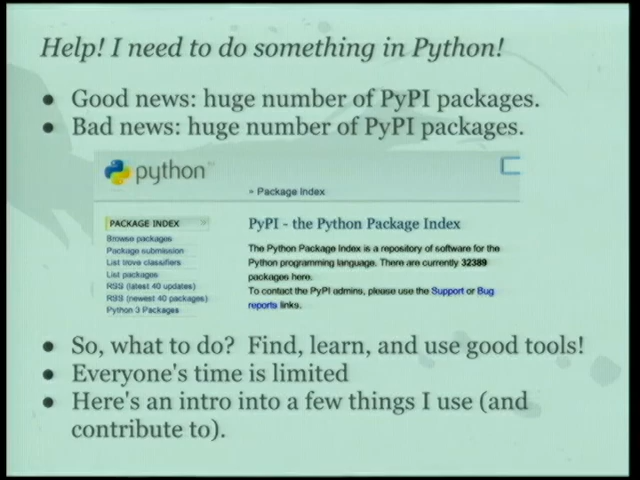 Help! I need to do something in Python!
● Good news: huge number of PyPI packages.
● Bad news: huge number of PyPI packages.
python
» Package Index
PACKAGE INDEX
Browse packages
Package submission
List trove classifiers
List packages
RSS (latest 40 updates)
RSS (newest 40 packages)
Python 3 Packages
PyPI - the Python Package Index
The Python Package Index is a repository of software for the
Python programming language. There are currently 32389
packages here.
To contact the PyPI admins, please use the Support or Bug
reports links.
● So, what to do? Find, learn, and use good tools!
● Everyone's time is limited
● Here's an intro into a few things I use (and
contribute to).